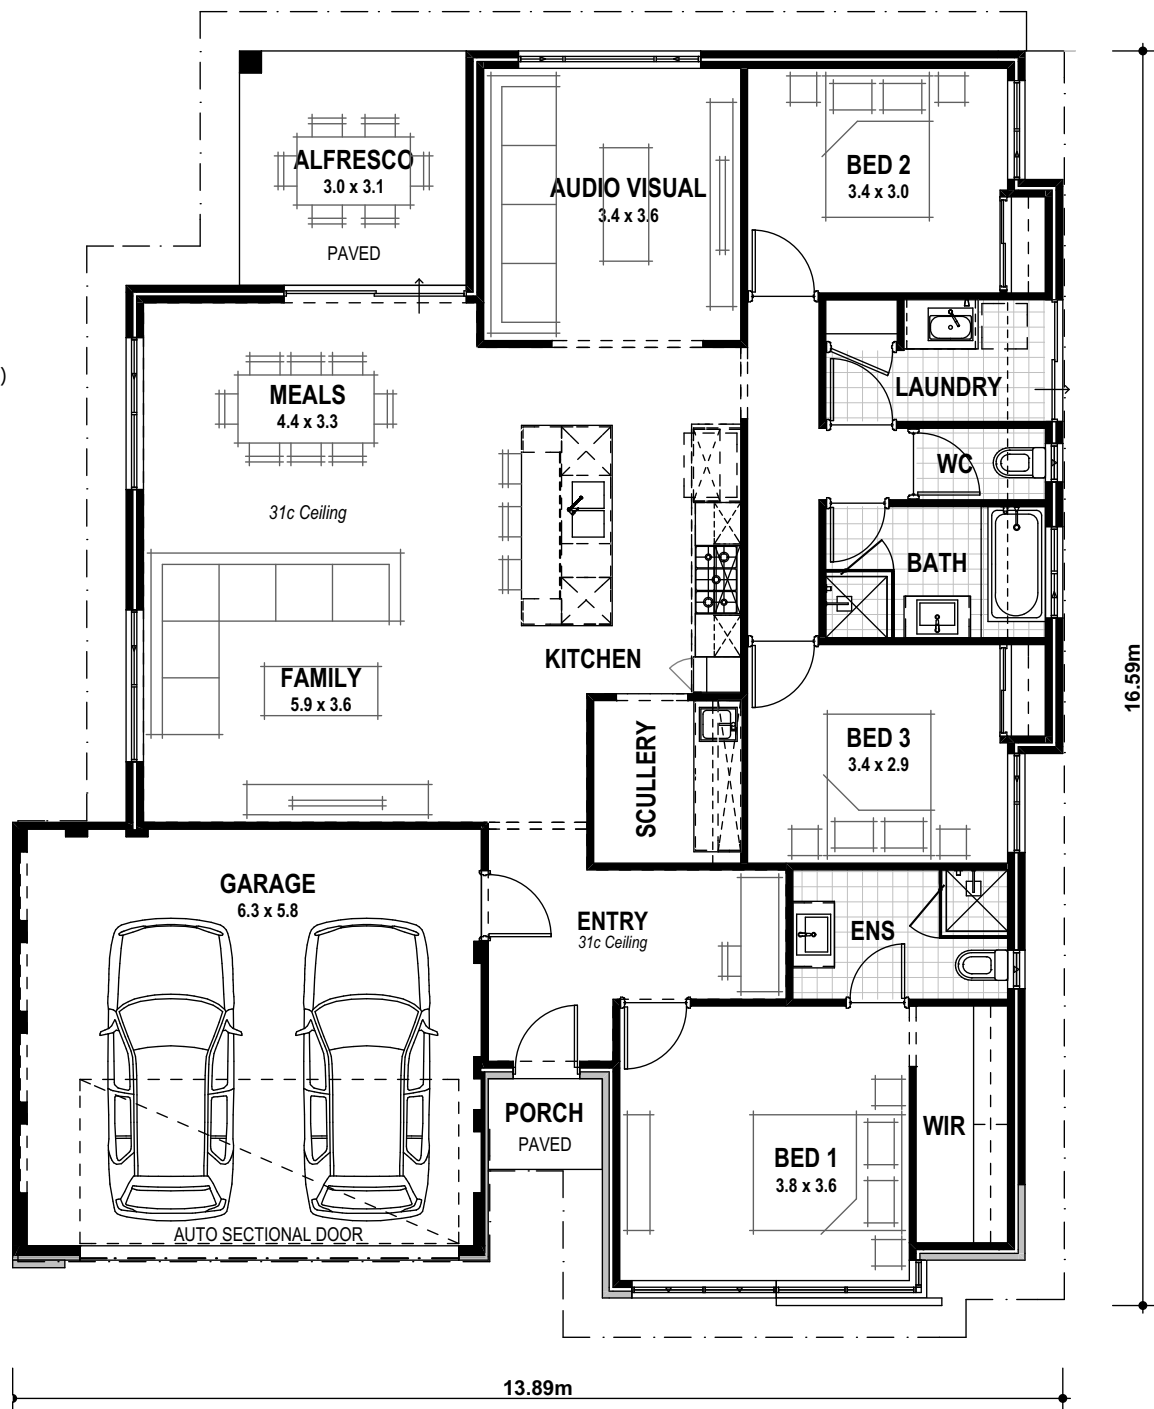 ALFRESCO
3.0 x 3.1
PAVED
AUDIO VISUAL
3.4 x 3.6
BED 2
3.4 x 3.0
)
MEALS
4.4 x 3.3
LAUNDRY
WC
31c Ceiling
BATH
KITCHEN
FAMILY
5.9 x 3.6
SCULLERY
BED 3
3.4 x 2.9
16.59m
GARAGE
6.3 x 5.8
ENTRY
31c Ceiling
ENS
PORCH
PAVED
WIR
BED 1
3.8 x 3.6
AUTO SECTIONAL DOOR
13.89m